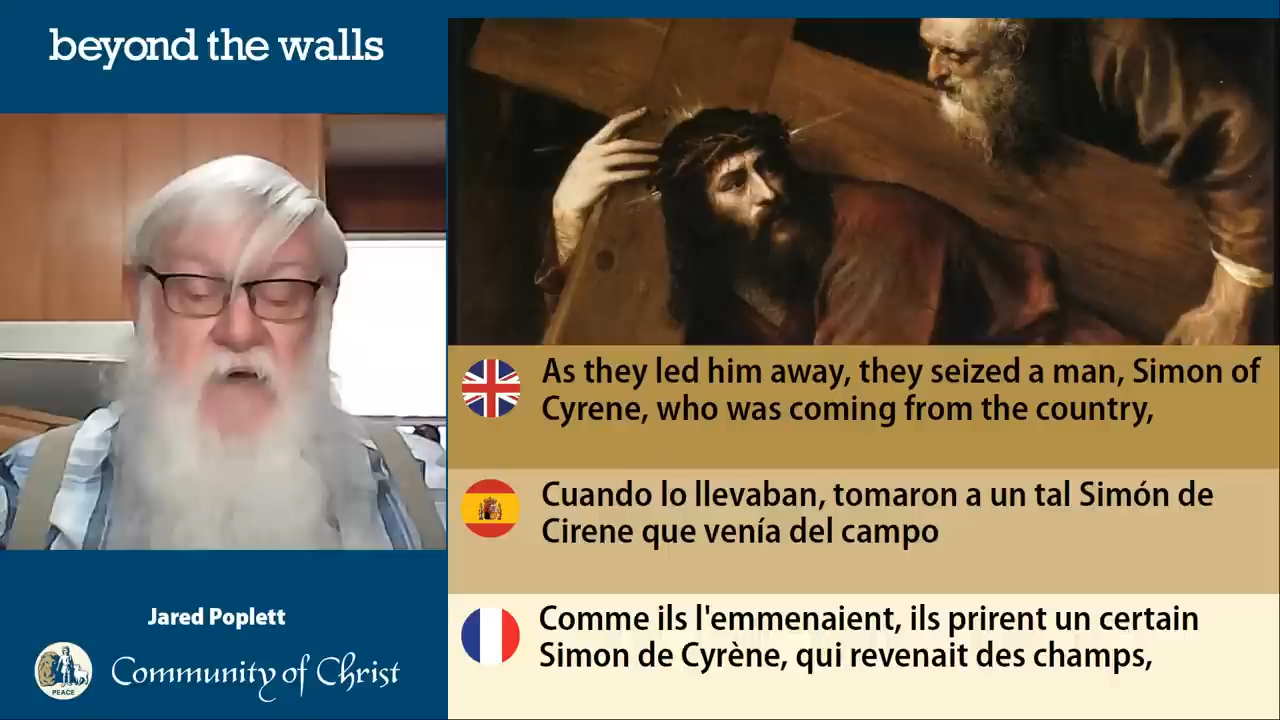 beyond the walls
As they led him away, they seized a man, Simon of
Cyrene, who was coming from the country,
Cuando lo llevaban, tomaron a un tal Simón de
Cirene que venía del campo
Comme ils l'emmenaient, ils prirent un certain
Simon de Cyrène, qui revenait des champs,
Jared Poplett
PEACE
Community of Christ